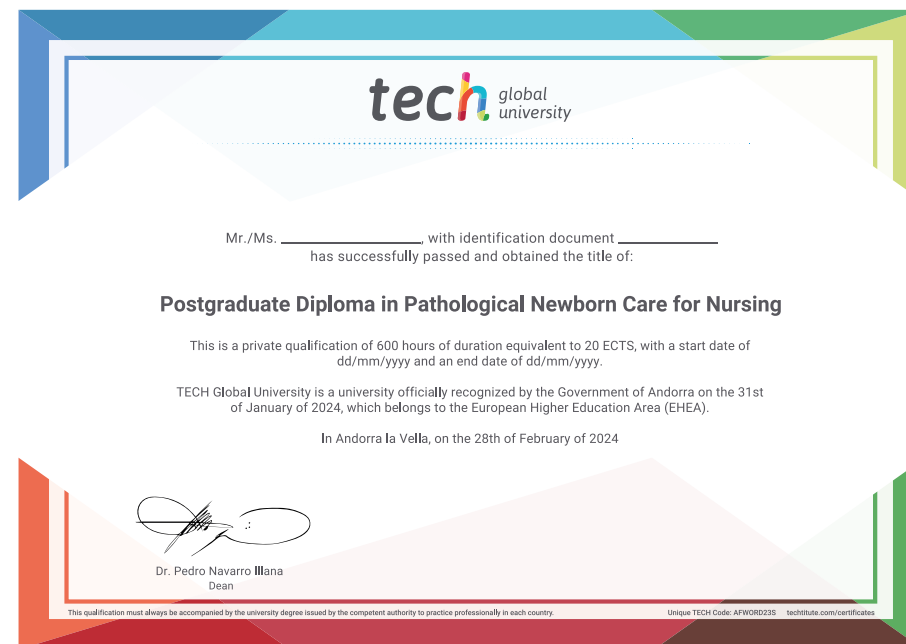 tech global university
Mr./Ms. ____________, with identification document ____________
has successfully passed and obtained the title of:
Postgraduate Diploma in Pathological Newborn Care for Nursing
This is a private qualification of 600 hours of duration equivalent to 20 ECTS, with a start date of
dd/mm/yyyy and an end date of dd/mm/yyyy.
TECH Global University is a university officially recognized by the Government of Andorra on the 31st
of January of 2024, which belongs to the European Higher Education Area (EHEA).
In Andorra la Vella, on the 28th of February of 2024
Dr. Pedro Navarro Illana
Dean
This qualification must always be accompanied by the university degree issued by the competent authority to practice professionally in each country.
Unique TECH Code: AFWORD23S techtitute.com/certificates